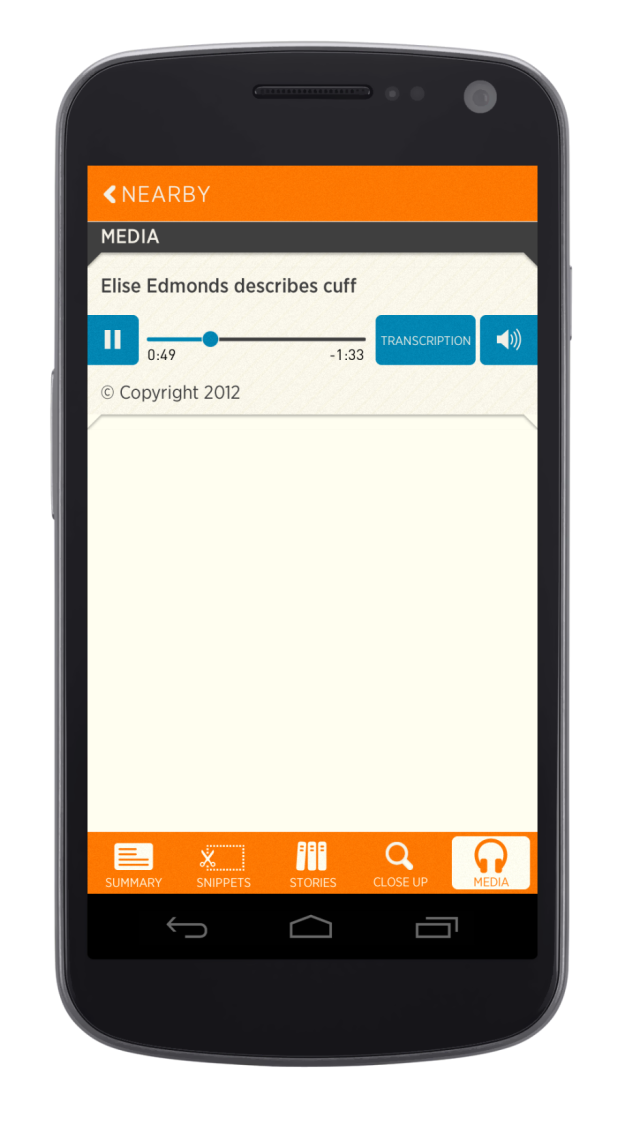 NEARBY
MEDIA
Elise Edmonds describes cuff
0:49 -1:33 TRANSCRIPTION
© Copyright 2012
SUMMARY SNIPPETS STORIES CLOSE UP MEDIA